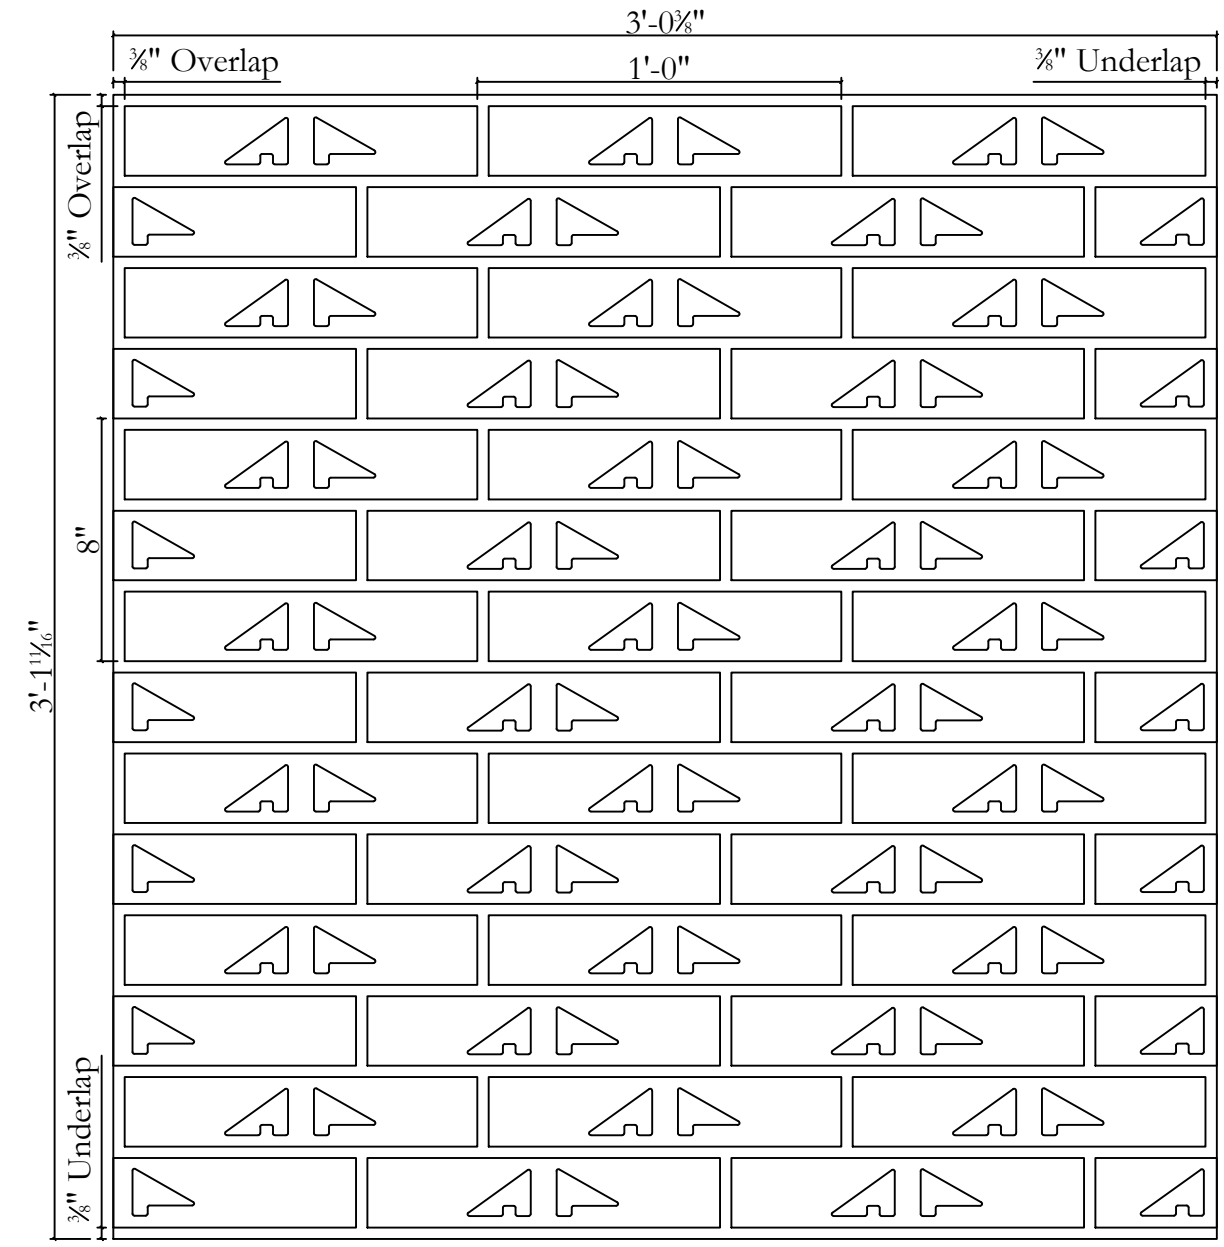 3'-0⅜"
⅜" Overlap
1'-0"
⅜" Underlap
⅜" Overlap
8"
3'-1 11/16"
⅜" Underlap